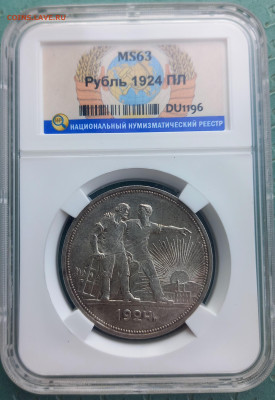 MS63
Рубль 1924 ПЛ
DU1196
НАЦИОНАЛЬНЫЙ НУМИЗМАТИЧЕСКИЙ РЕЕСТР
1924